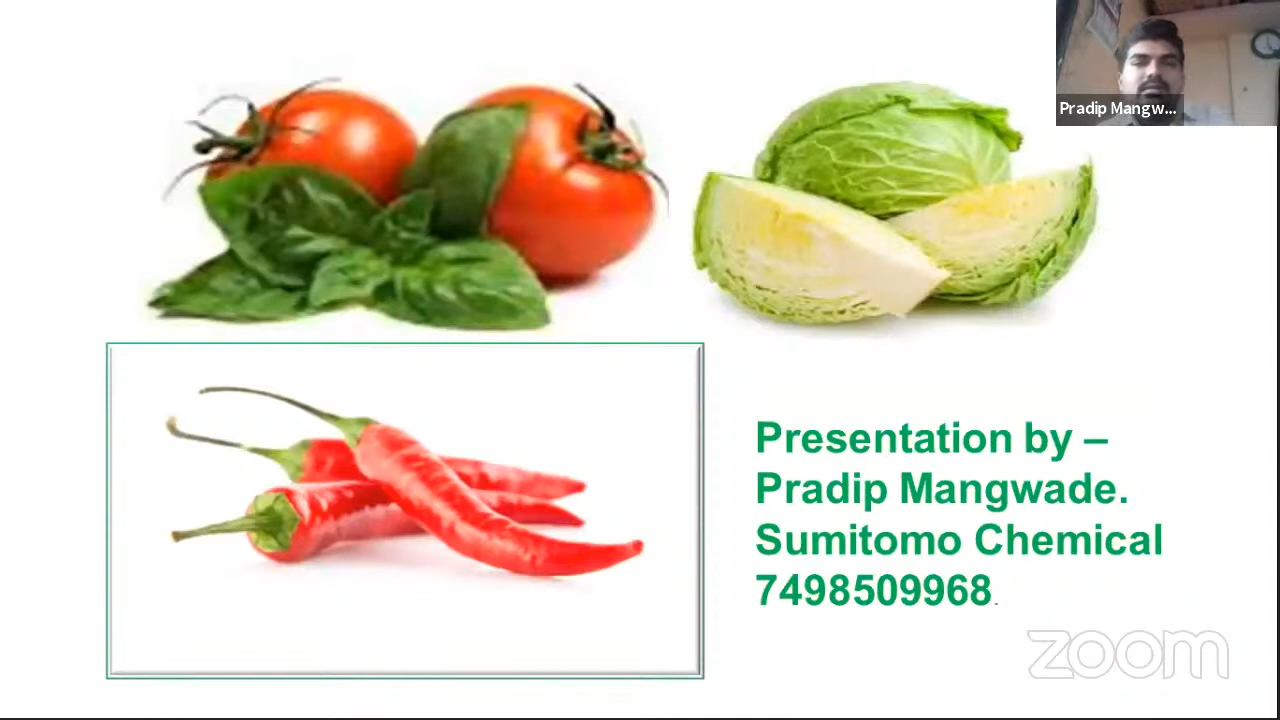 Pradip Mangw...
Presentation by –
Pradip Mangwade.
Sumitomo Chemical
7498509968.
zoom